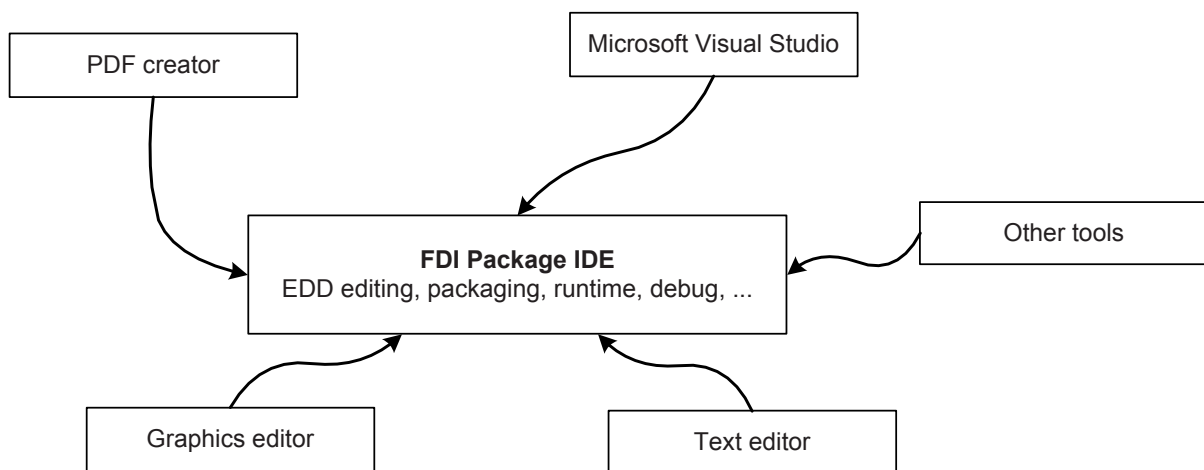 Microsoft Visual Studio
PDF creator
Other tools
FDI Package IDE
EDD editing, packaging, runtime, debug, ...
Graphics editor
Text editor